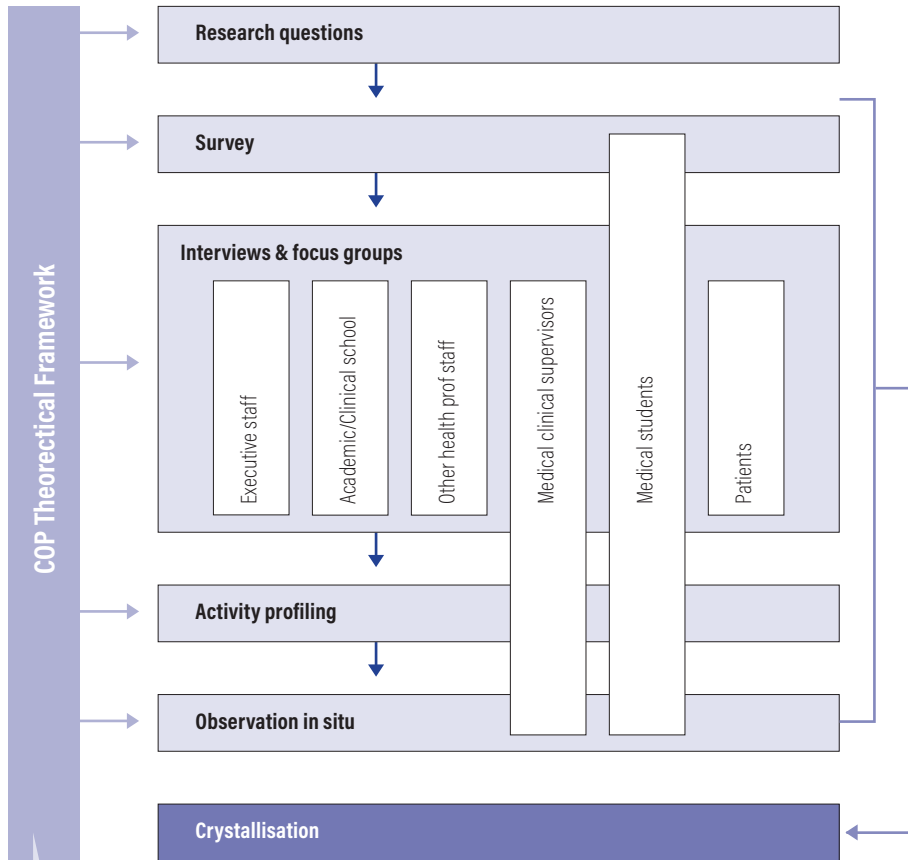 COP Theorectical Framework
Research questions
Survey
Interviews & focus groups
Executive staff
Academic/Clinical school
Other health prof staff
Medical clinical supervisors
Medical students
Patients
Activity profiling
Observation in situ
Crystallisation